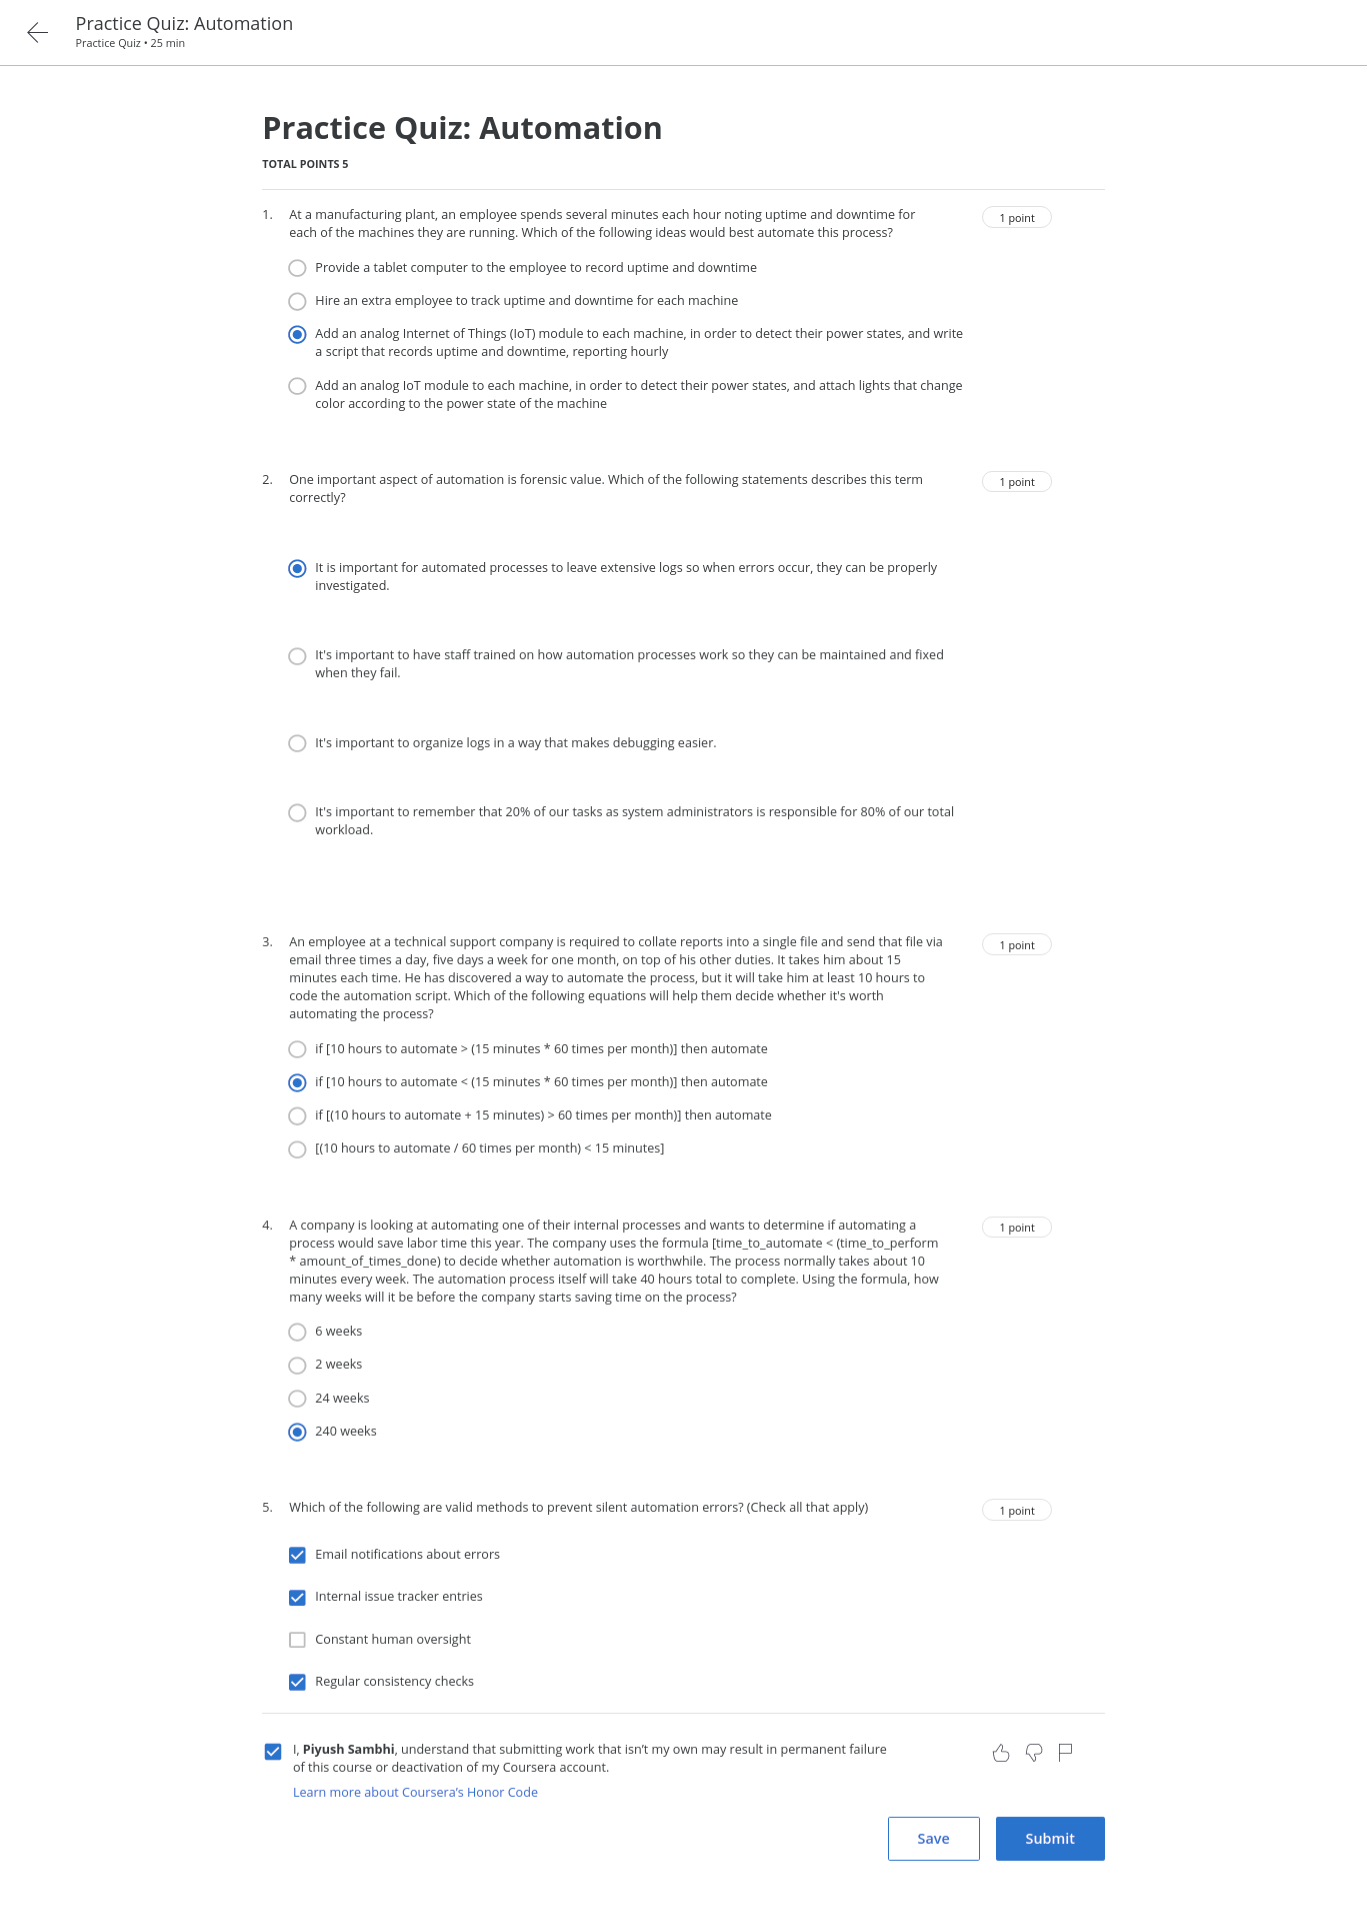 Practice Quiz: Automation
Practice Quiz • 25 min
Practice Quiz: Automation
TOTAL POINTS 5
1. At a manufacturing plant, an employee spends several minutes each hour noting uptime and downtime for 1 point
each of the machines they are running. Which of the following ideas would best automate this process?
Provide a tablet computer to the employee to record uptime and downtime
Hire an extra employee to track uptime and downtime for each machine
Add an analog Internet of Things (IoT) module to each machine, in order to detect their power states, and write
a script that records uptime and downtime, reporting hourly
Add an analog IoT module to each machine, in order to detect their power states, and attach lights that change
color according to the power state of the machine
2. One important aspect of automation is forensic value. Which of the following statements describes this term 1 point
correctly?
It is important for automated processes to leave extensive logs so when errors occur, they can be properly
investigated.
It's important to have staff trained on how automation processes work so they can be maintained and fixed
when they fail.
It's important to organize logs in a way that makes debugging easier.
It's important to remember that 20% of our tasks as system administrators is responsible for 80% of our total
workload.
3. An employee at a technical support company is required to collate reports into a single file and send that file via 1 point
email three times a day, five days a week for one month, on top of his other duties. It takes him about 15
minutes each time. He has discovered a way to automate the process, but it will take him at least 10 hours to
code the automation script. Which of the following equations will help them decide whether it's worth
automating the process?
if [10 hours to automate > (15 minutes * 60 times per month)] then automate
if [10 hours to automate < (15 minutes * 60 times per month)] then automate
if [(10 hours to automate + 15 minutes) > 60 times per month)] then automate
[(10 hours to automate / 60 times per month) < 15 minutes]
4. A company is looking at automating one of their internal processes and wants to determine if automating a 1 point
process would save labor time this year. The company uses the formula [time_to_automate < (time_to_perform
* amount_of_times_done) to decide whether automation is worthwhile. The process normally takes about 10
minutes every week. The automation process itself will take 40 hours total to complete. Using the formula, how
many weeks will it be before the company starts saving time on the process?
6 weeks
2 weeks
24 weeks
240 weeks
5. Which of the following are valid methods to prevent silent automation errors? (Check all that apply) 1 point
Email notifications about errors
Internal issue tracker entries
Constant human oversight
Regular consistency checks
I, Piyush Sambhi, understand that submitting work that isn’t my own may result in permanent failure
of this course or deactivation of my Coursera account.
Learn more about Coursera’s Honor Code
Save Submit